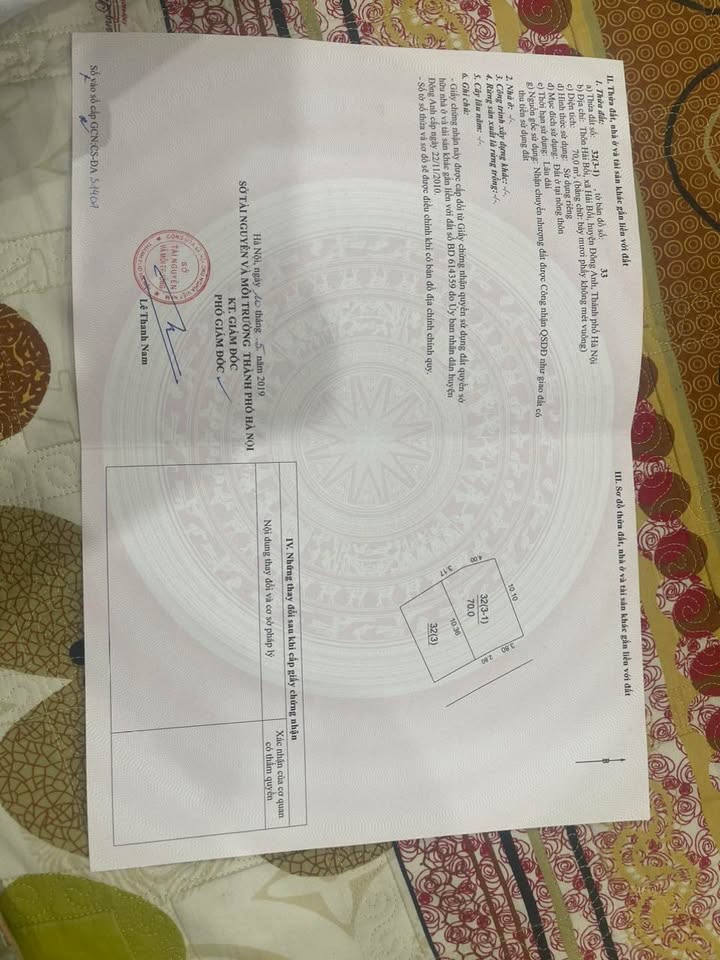 II. Thửa đất, nhà ở và tài sản khác gắn liền với đất
1. Thửa đất:
a) Thửa đất số: 32(3-1) tờ bản đồ số: 33
b) Địa chỉ: Thôn Hải Bối, xã Hải Bối, huyện Đông Anh, Thành phố Hà Nội
c) Diện tích: 70,0 m², (bằng chữ: bảy mươi phẩy không mét vuông)
d) Hình thức sử dụng: Sử dụng riêng
đ) Mục đích sử dụng: Đất ở tại nông thôn
e) Thời hạn sử dụng: Lâu dài
g) Nguồn gốc sử dụng: Nhận chuyển nhượng đất được Công nhận QSDĐ như giao đất có
thu tiền sử dụng đất
2. Nhà ở: -/-
3. Công trình xây dựng khác: -/-
4. Rừng sản xuất là rừng trồng: -/-
5. Cây lâu năm: -/-
6. Ghi chú:
- Giấy chứng nhận này được cấp đổi từ Giấy chứng nhận quyền sử dụng đất quyền sở
hữu nhà ở và tài sản khác gắn liền với đất số BD 614359 do Ủy ban nhân dân huyện
Đông Anh cấp ngày 22/11/2010.
- Số tờ số thửa và sơ đồ sẽ được điều chỉnh khi có bản đồ địa chính chính quy.
Hà Nội, ngày 20 tháng 5 năm 2019
SỞ TÀI NGUYÊN VÀ MÔI TRƯỜNG THÀNH PHỐ HÀ NỘI
KT. GIÁM ĐỐC
PHÓ GIÁM ĐỐC
SỞ
TÀI NGUYÊN
VÀ MÔI TRƯỜNG
Lê Thanh Nam
Số vào sổ cấp GCN:CS-ĐA
III. Sơ đồ thửa đất, nhà ở và tài sản khác gắn liền với đất
B
10.10
4.00
3.80
32(3-1)
70.0
3.17
10.36
2.80
32(3)
IV. Những thay đổi sau khi cấp giấy chứng nhận
Nội dung thay đổi và cơ sở pháp lý
Xác nhận của cơ quan
có thẩm quyền